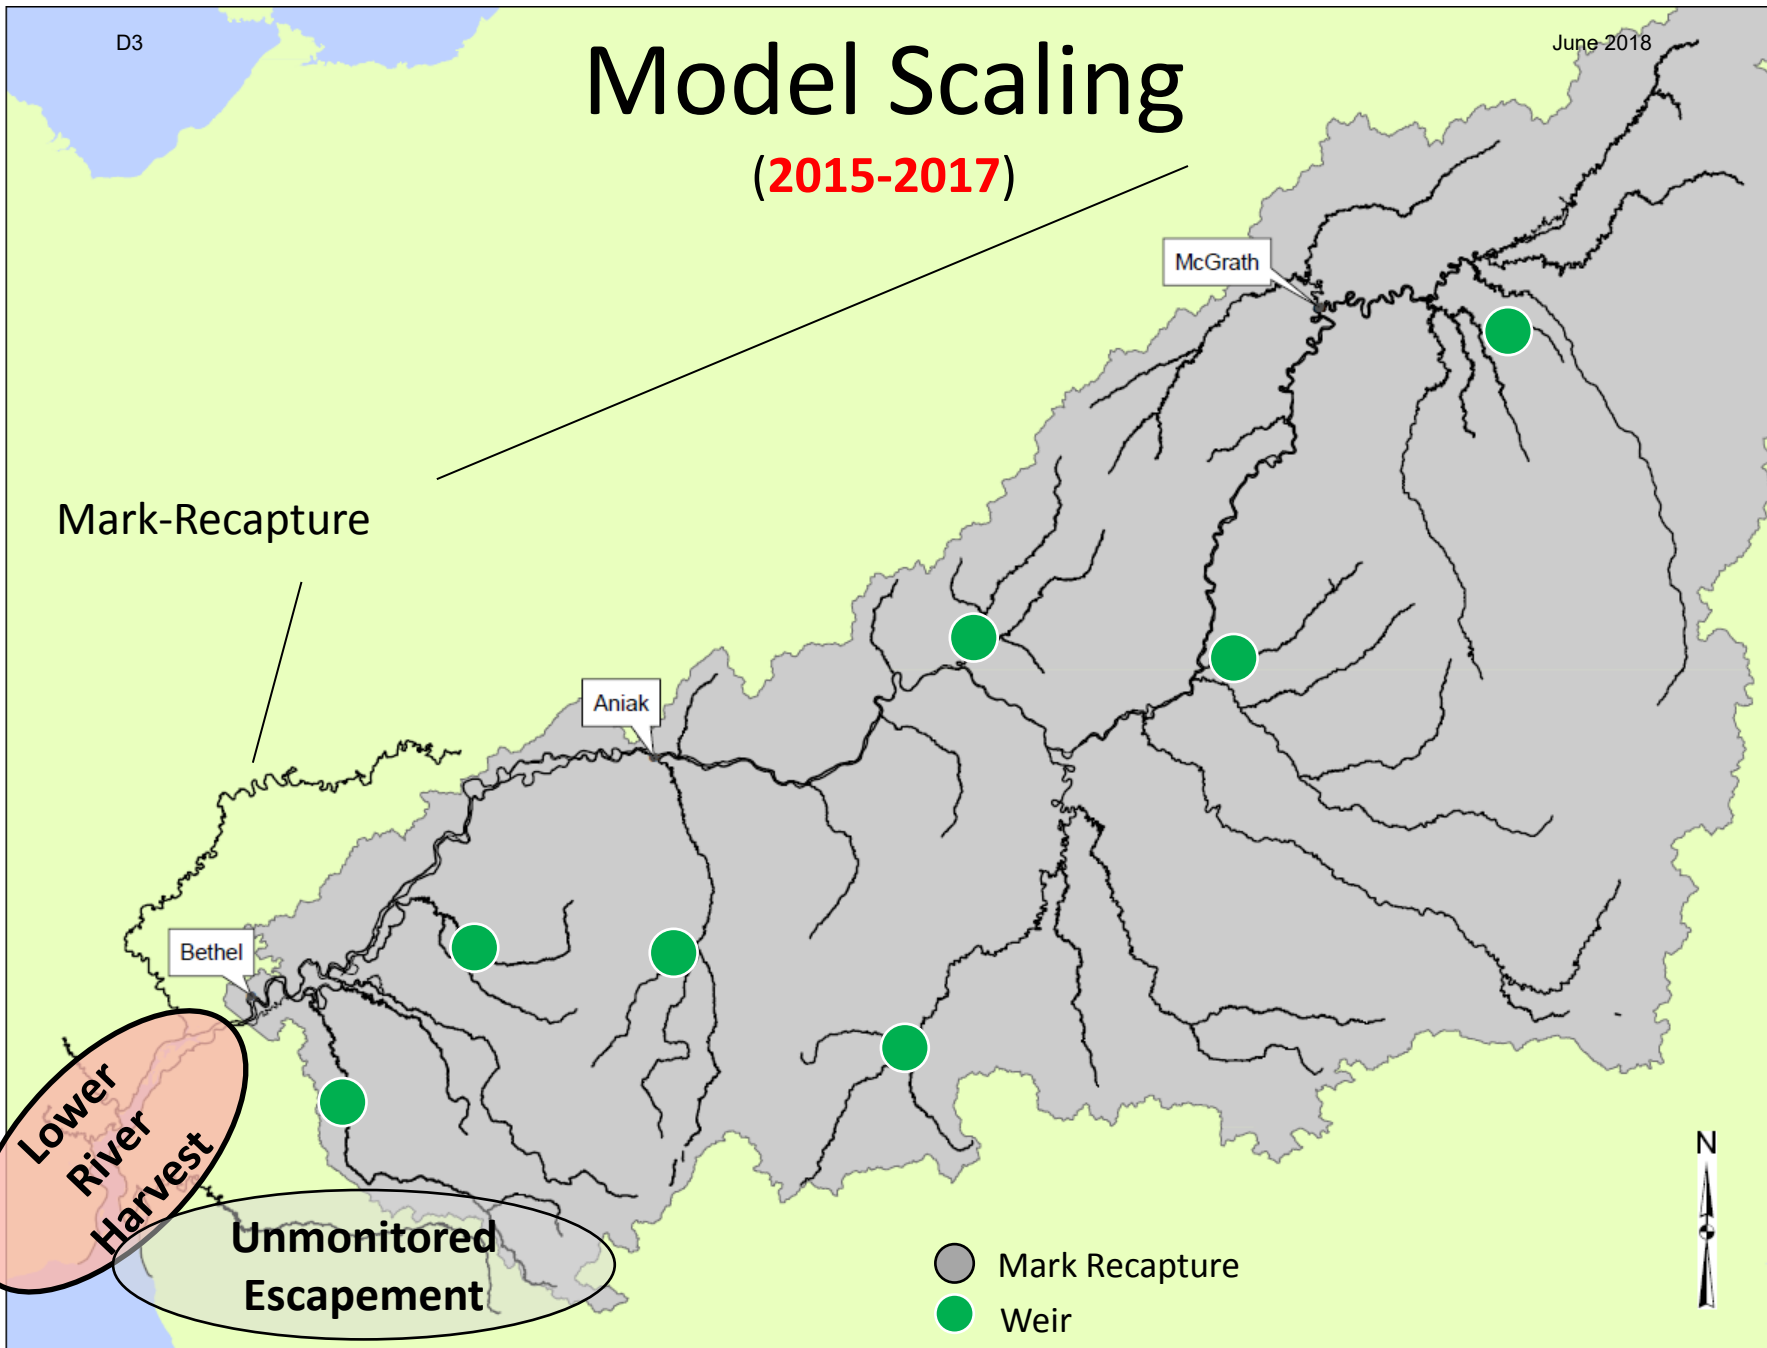 D3
June 2018
Model Scaling
(2015-2017)
McGrath
Mark-Recapture
Aniak
Bethel
Lower
River
Harvest
Unmonitored
Escapement
N
Mark Recapture
Weir